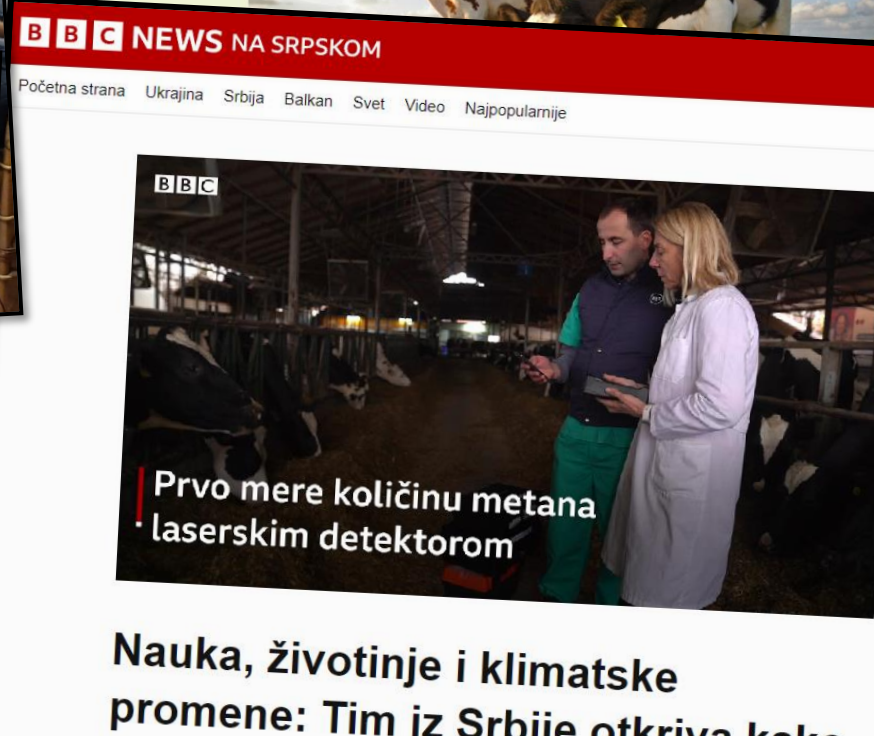 BBC NEWS NA SRPSKOM
Početna strana Ukrajina Srbija Balkan Svet Video Najpopularnije
BBC
Prvo mere količinu metana
laserskim detektorom
Nauka, životinje i klimatske
promene: Tim iz Srbije otkriva